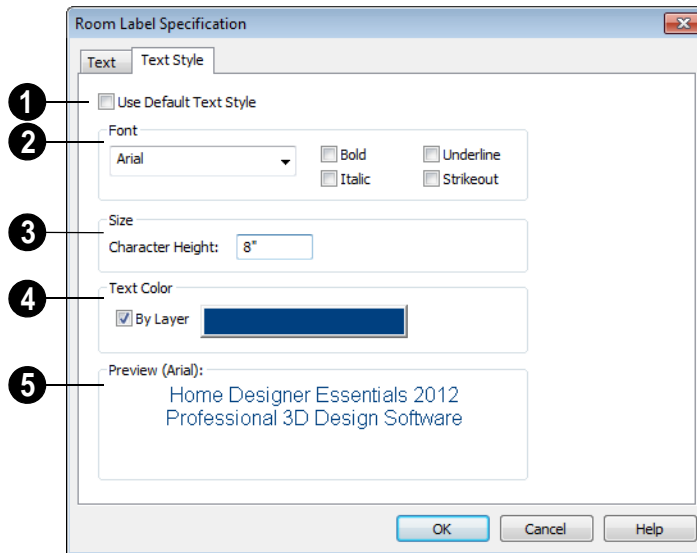 Room Label Specification
Text Text Style
1 Use Default Text Style
2 Font
Arial Bold Underline
Italic Strikeout
3 Size
Character Height: 8"
4 Text Color
By Layer
5 Preview (Arial):
Home Designer Essentials 2012
Professional 3D Design Software
OK Cancel Help